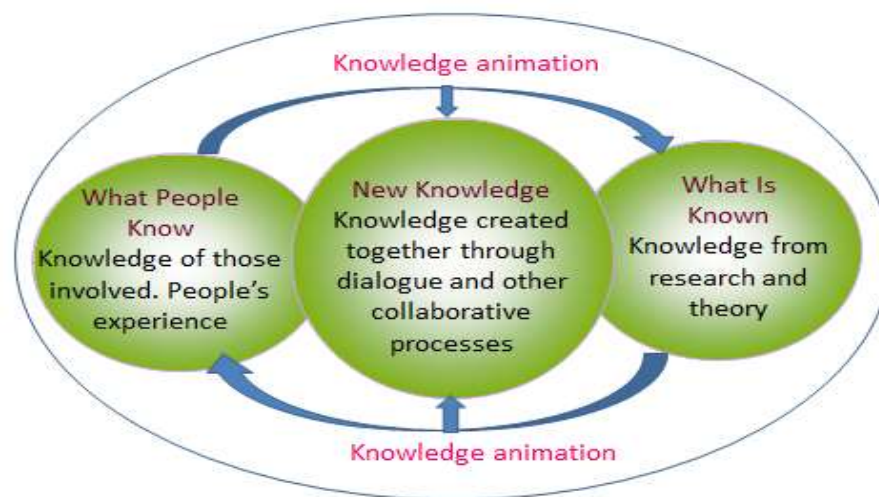 Knowledge animation
What People
Know
Knowledge of those
involved. People’s
experience
New Knowledge
Knowledge created
together through
dialogue and other
collaborative
processes
What Is
Known
Knowledge from
research and
theory
Knowledge animation